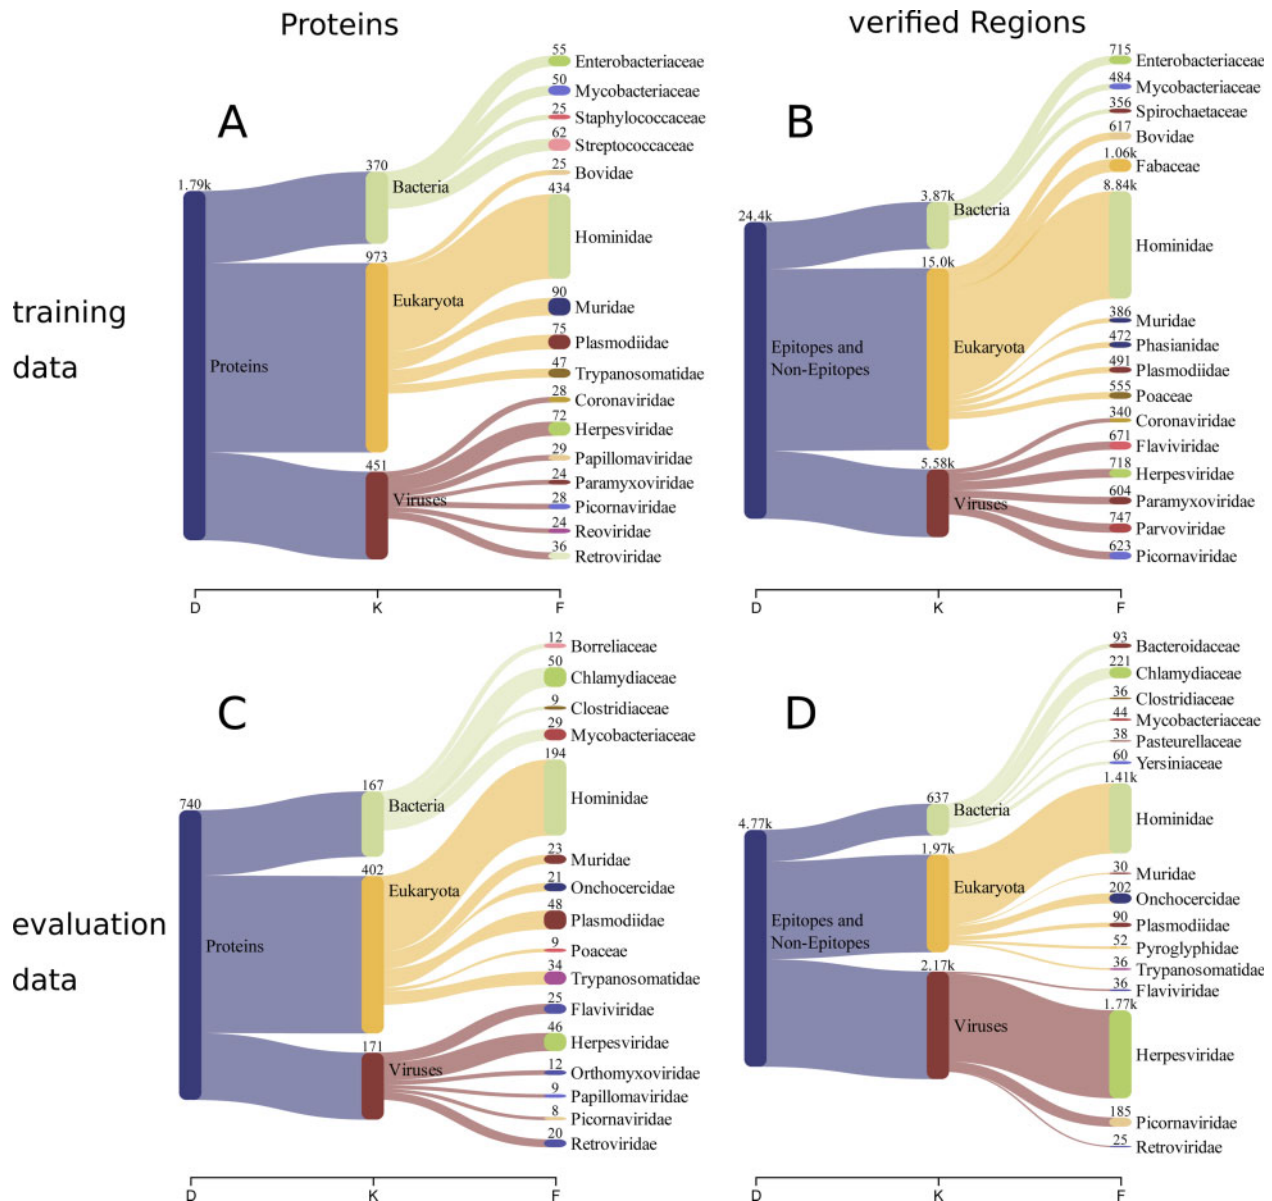 Proteins
verified Regions
training
data
evaluation
data
A
1.79k
Proteins
370
Bacteria
973
Eukaryota
451
Viruses
55
Enterobacteriaceae
50
Mycobacteriaceae
25
Staphylococcaceae
62
Streptococcaceae
25
Bovidae
434
Hominidae
90
Muridae
75
Plasmodiidae
47
Trypanosomatidae
28
Coronaviridae
72
Herpesviridae
29
Papillomaviridae
24
Paramyxoviridae
28
Picornaviridae
24
Reoviridae
36
Retroviridae
D K F
B
24.4k
Epitopes and
Non-Epitopes
3.87k
Bacteria
15.0k
Eukaryota
5.58k
Viruses
715
Enterobacteriaceae
484
Mycobacteriaceae
356
Spirochaetaceae
617
Bovidae
1.06k
Fabaceae
8.84k
Hominidae
386
Muridae
472
Phasianidae
491
Plasmodiidae
555
Poaceae
340
Coronaviridae
671
Flaviviridae
718
Herpesviridae
604
Paramyxoviridae
747
Parvoviridae
623
Picornaviridae
D K F
C
740
Proteins
167
Bacteria
402
Eukaryota
171
Viruses
12
Borreliaceae
50
Chlamydiaceae
9
Clostridiaceae
29
Mycobacteriaceae
194
Hominidae
23
Muridae
21
Onchocercidae
48
Plasmodiidae
9
Poaceae
34
Trypanosomatidae
25
Flaviviridae
46
Herpesviridae
12
Orthomyxoviridae
9
Papillomaviridae
8
Picornaviridae
20
Retroviridae
D K F
D
4.77k
Epitopes and
Non-Epitopes
637
Bacteria
1.97k
Eukaryota
2.17k
Viruses
93
Bacteroidaceae
221
Chlamydiaceae
36
Clostridiaceae
44
Mycobacteriaceae
38
Pasteurellaceae
60
Yersiniaceae
1.41k
Hominidae
30
Muridae
202
Onchocercidae
90
Plasmodiidae
52
Pyroglyphidae
36
Trypanosomatidae
36
Flaviviridae
1.77k
Herpesviridae
185
Picornaviridae
25
Retroviridae
D K F